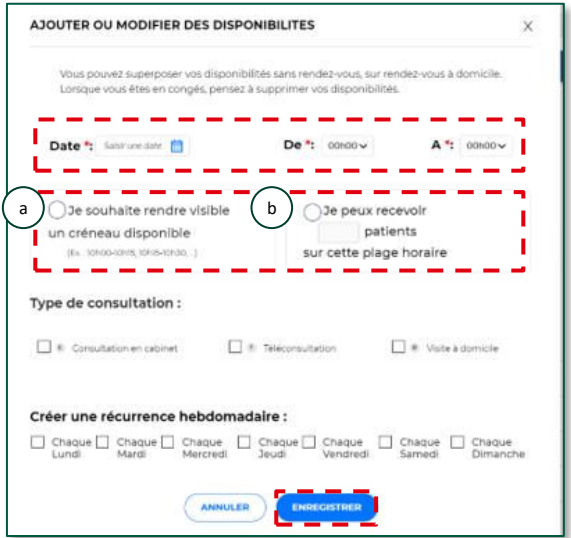 AJOUTER OU MODIFIER DES DISPONIBILITES X
Vous pouvez superposer vos disponibilités sans rendez-vous, sur rendez-vous à domicile.
Lorsque vous êtes en congés, pensez à supprimer vos disponibilités.
Date *: Saisir une date De *: 00h00 A *: 00h00
a
Je souhaite rendre visible
un créneau disponible
(Ex : 10h00-10h15, 10h15-10h30, ...)
b
Je peux recevoir
patients
sur cette plage horaire
Type de consultation :
Consultation en cabinet Téléconsultation Visite à domicile
Créer une récurrence hebdomadaire :
Chaque Lundi
Chaque Mardi
Chaque Mercredi
Chaque Jeudi
Chaque Vendredi
Chaque Samedi
Chaque Dimanche
ANNULER ENREGISTRER